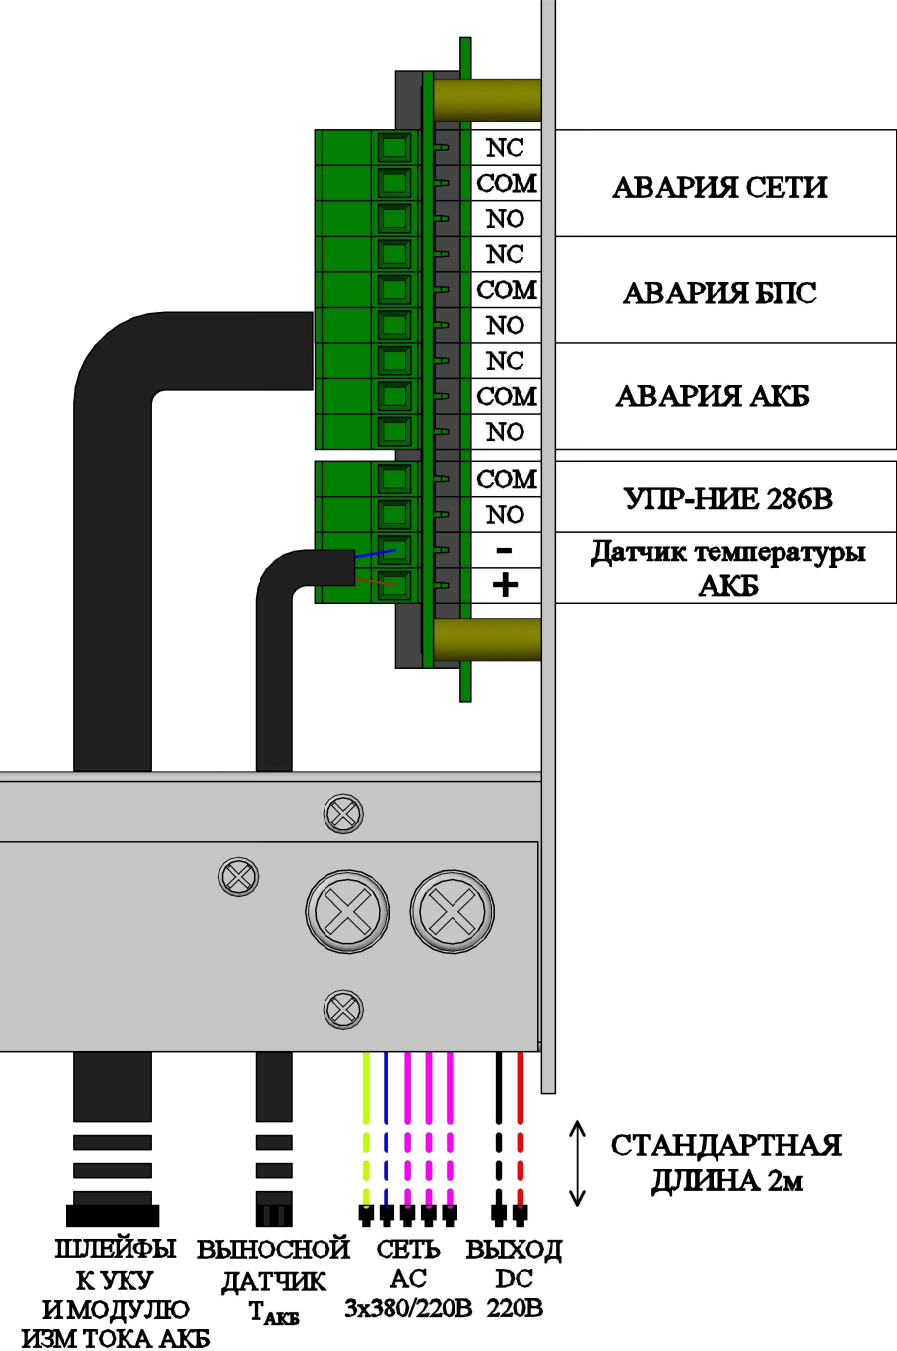 NC
COM
NO
АВАРИЯ СЕТИ
NC
COM
NO
АВАРИЯ БПС
NC
COM
NO
АВАРИЯ АКБ
COM
NO
УПР-НИЕ 286В
-
+
Датчик температуры
АКБ
СТАНДАРТНАЯ
ДЛИНА 2м
ШЛЕЙФЫ
К УКУ
И МОДУЛЮ
ИЗМ ТОКА АКБ
ВЫНОСНОЙ
ДАТЧИК
ТАКБ
СЕТЬ
АС
3х380/220В
ВЫХОД
DC
220В